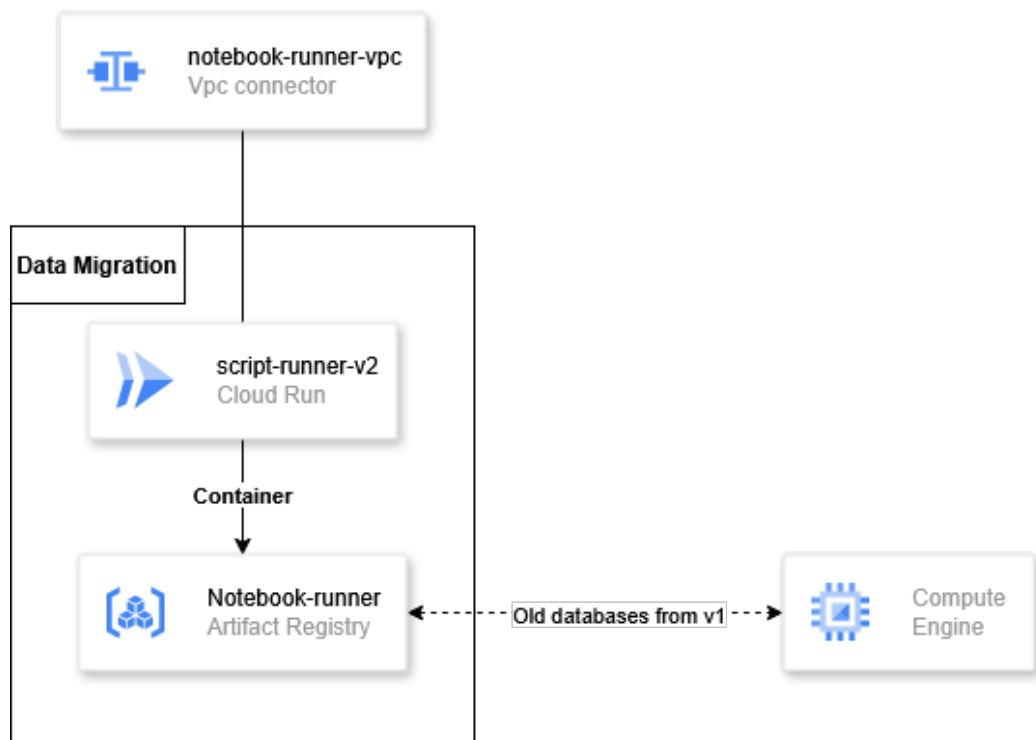 notebook-runner-vpc
Vpc connector
Data Migration
script-runner-v2
Cloud Run
Container
Notebook-runner
Artifact Registry
Old databases from v1
Compute
Engine